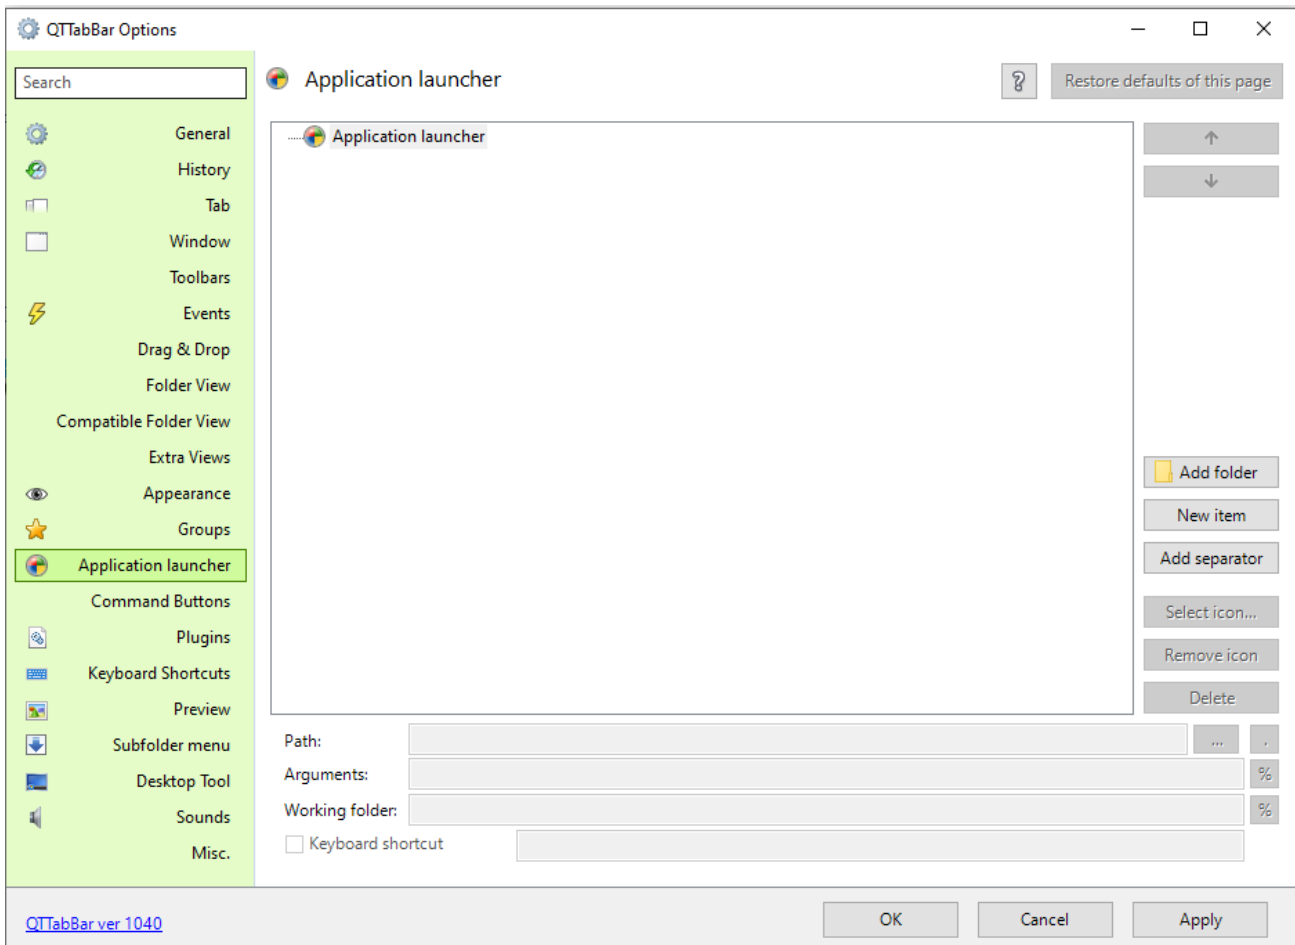 QTTabBar Options
Search
General
History
Tab
Window
Toolbars
Events
Drag & Drop
Folder View
Compatible Folder View
Extra Views
Appearance
Groups
Application launcher
Command Buttons
Plugins
Keyboard Shortcuts
Preview
Subfolder menu
Desktop Tool
Sounds
Misc.
QTTabBar ver 1040
Application launcher
?
Restore defaults of this page
Application launcher
Add folder
New item
Add separator
Select icon...
Remove icon
Delete
Path:
...
.
Arguments:
%
Working folder:
%
Keyboard shortcut
OK
Cancel
Apply